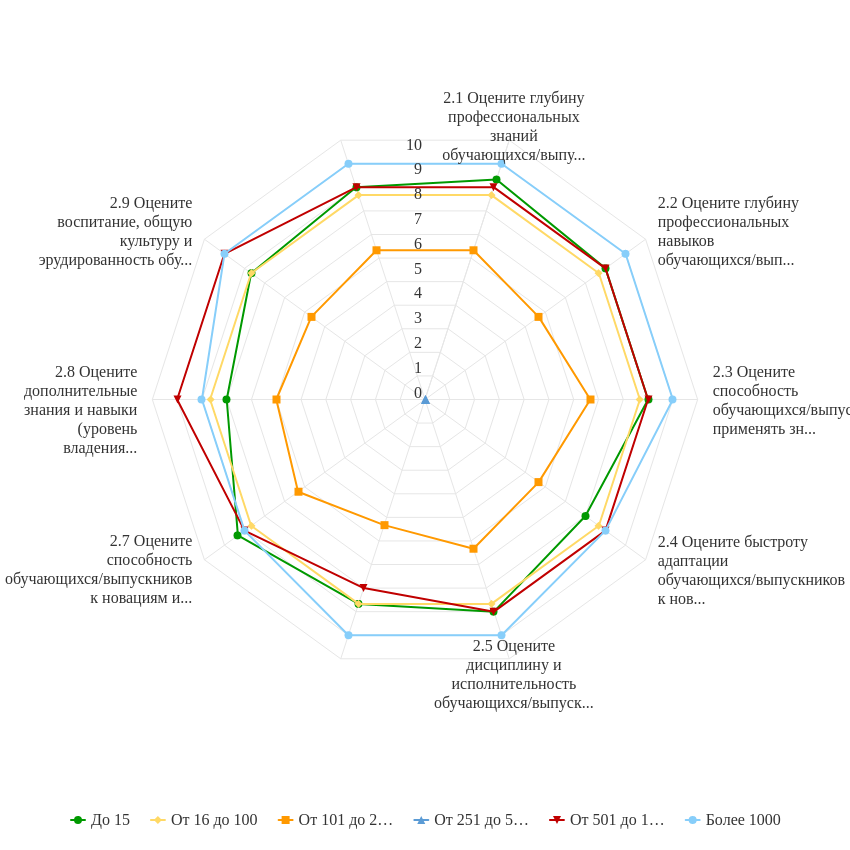 2.1 Оцените глубину
профессиональных
знаний
обучающихся/выпу...
10
9
8
7
6
5
4
3
2
1
0
2.2 Оцените глубину
профессиональных
навыков
обучающихся/вып...
2.3 Оцените
способность
обучающихся/выпус
применять зн...
2.4 Оцените быстроту
адаптации
обучающихся/выпускников
к нов...
2.5 Оцените
дисциплину и
исполнительность
обучающихся/выпуск...
2.7 Оцените
способность
обучающихся/выпускников
к новациям и...
2.8 Оцените
дополнительные
знания и навыки
(уровень
владения...
2.9 Оцените
воспитание, общую
культуру и
эрудированность обу...
До 15
От 16 до 100
От 101 до 2…
От 251 до 5…
От 501 до 1…
Более 1000